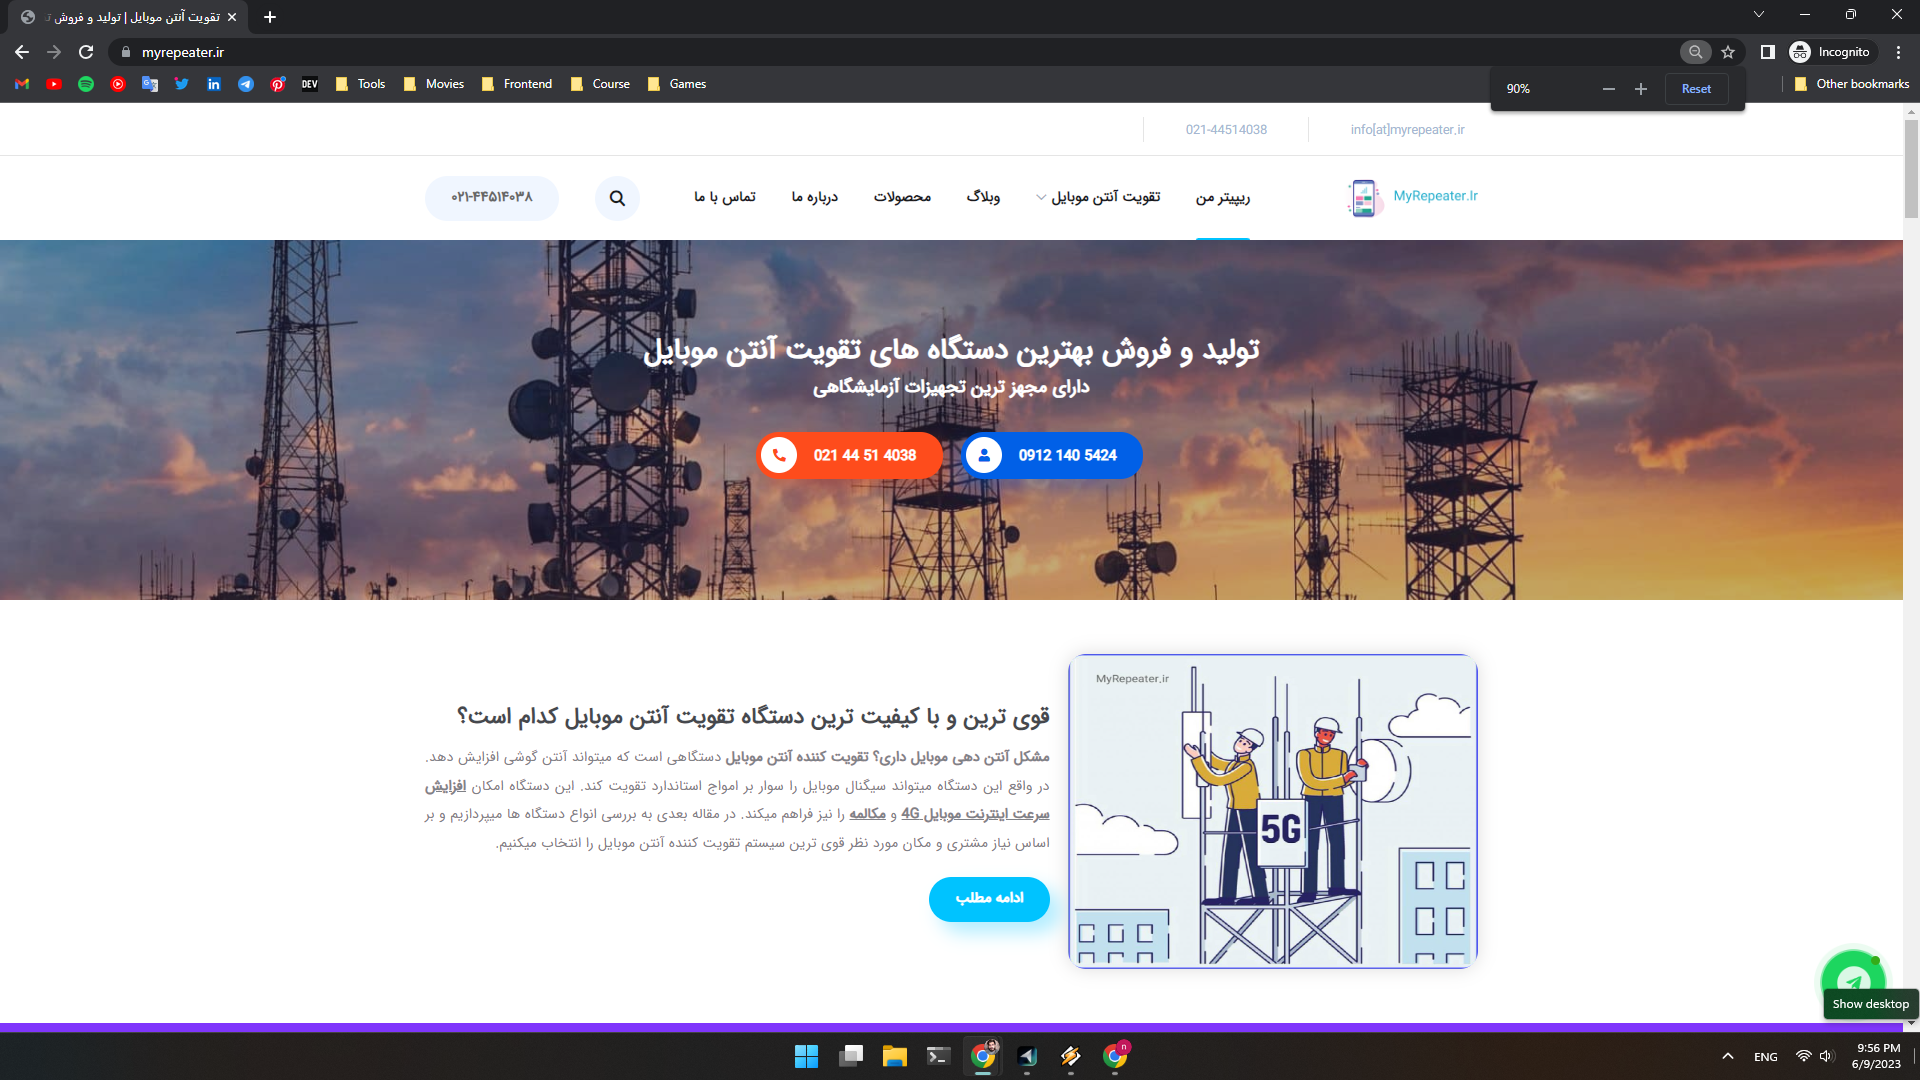 تقویت آنتن موبایل | تولید و فروش
myrepeater.ir
Incognito
DEV
Tools
Movies
Frontend
Course
Games
Other bookmarks
90%
Reset
021-44514038
info[at]myrepeater.ir
MyRepeater.Ir
ریپیتر من
تقویت آنتن موبایل
وبلاگ
محصولات
درباره ما
تماس با ما
۰۲۱-۴۴۵۱۴۰۳۸
تولید و فروش بهترین دستگاه های تقویت آنتن موبایل
دارای مجهز ترین تجهیزات آزمایشگاهی
0912 140 5424
021 44 51 4038
MyRepeater.ir
5G
قوی ترین و با کیفیت ترین دستگاه تقویت آنتن موبایل کدام است؟
مشکل آنتن دهی موبایل داری؟ تقویت کننده آنتن موبایل دستگاهی است که میتواند آنتن گوشی افزایش دهد.
در واقع این دستگاه میتواند سیگنال موبایل را سوار بر امواج استاندارد تقویت کند. این دستگاه امکان افزایش
سرعت اینترنت موبایل 4G و مکالمه را نیز فراهم میکند. در مقاله بعدی به بررسی انواع دستگاه ها میپردازیم و بر
اساس نیاز مشتری و مکان مورد نظر قوی ترین سیستم تقویت کننده آنتن موبایل را انتخاب میکنیم.
ادامه مطلب
Show desktop
n
ENG
9:56 PM
6/9/2023